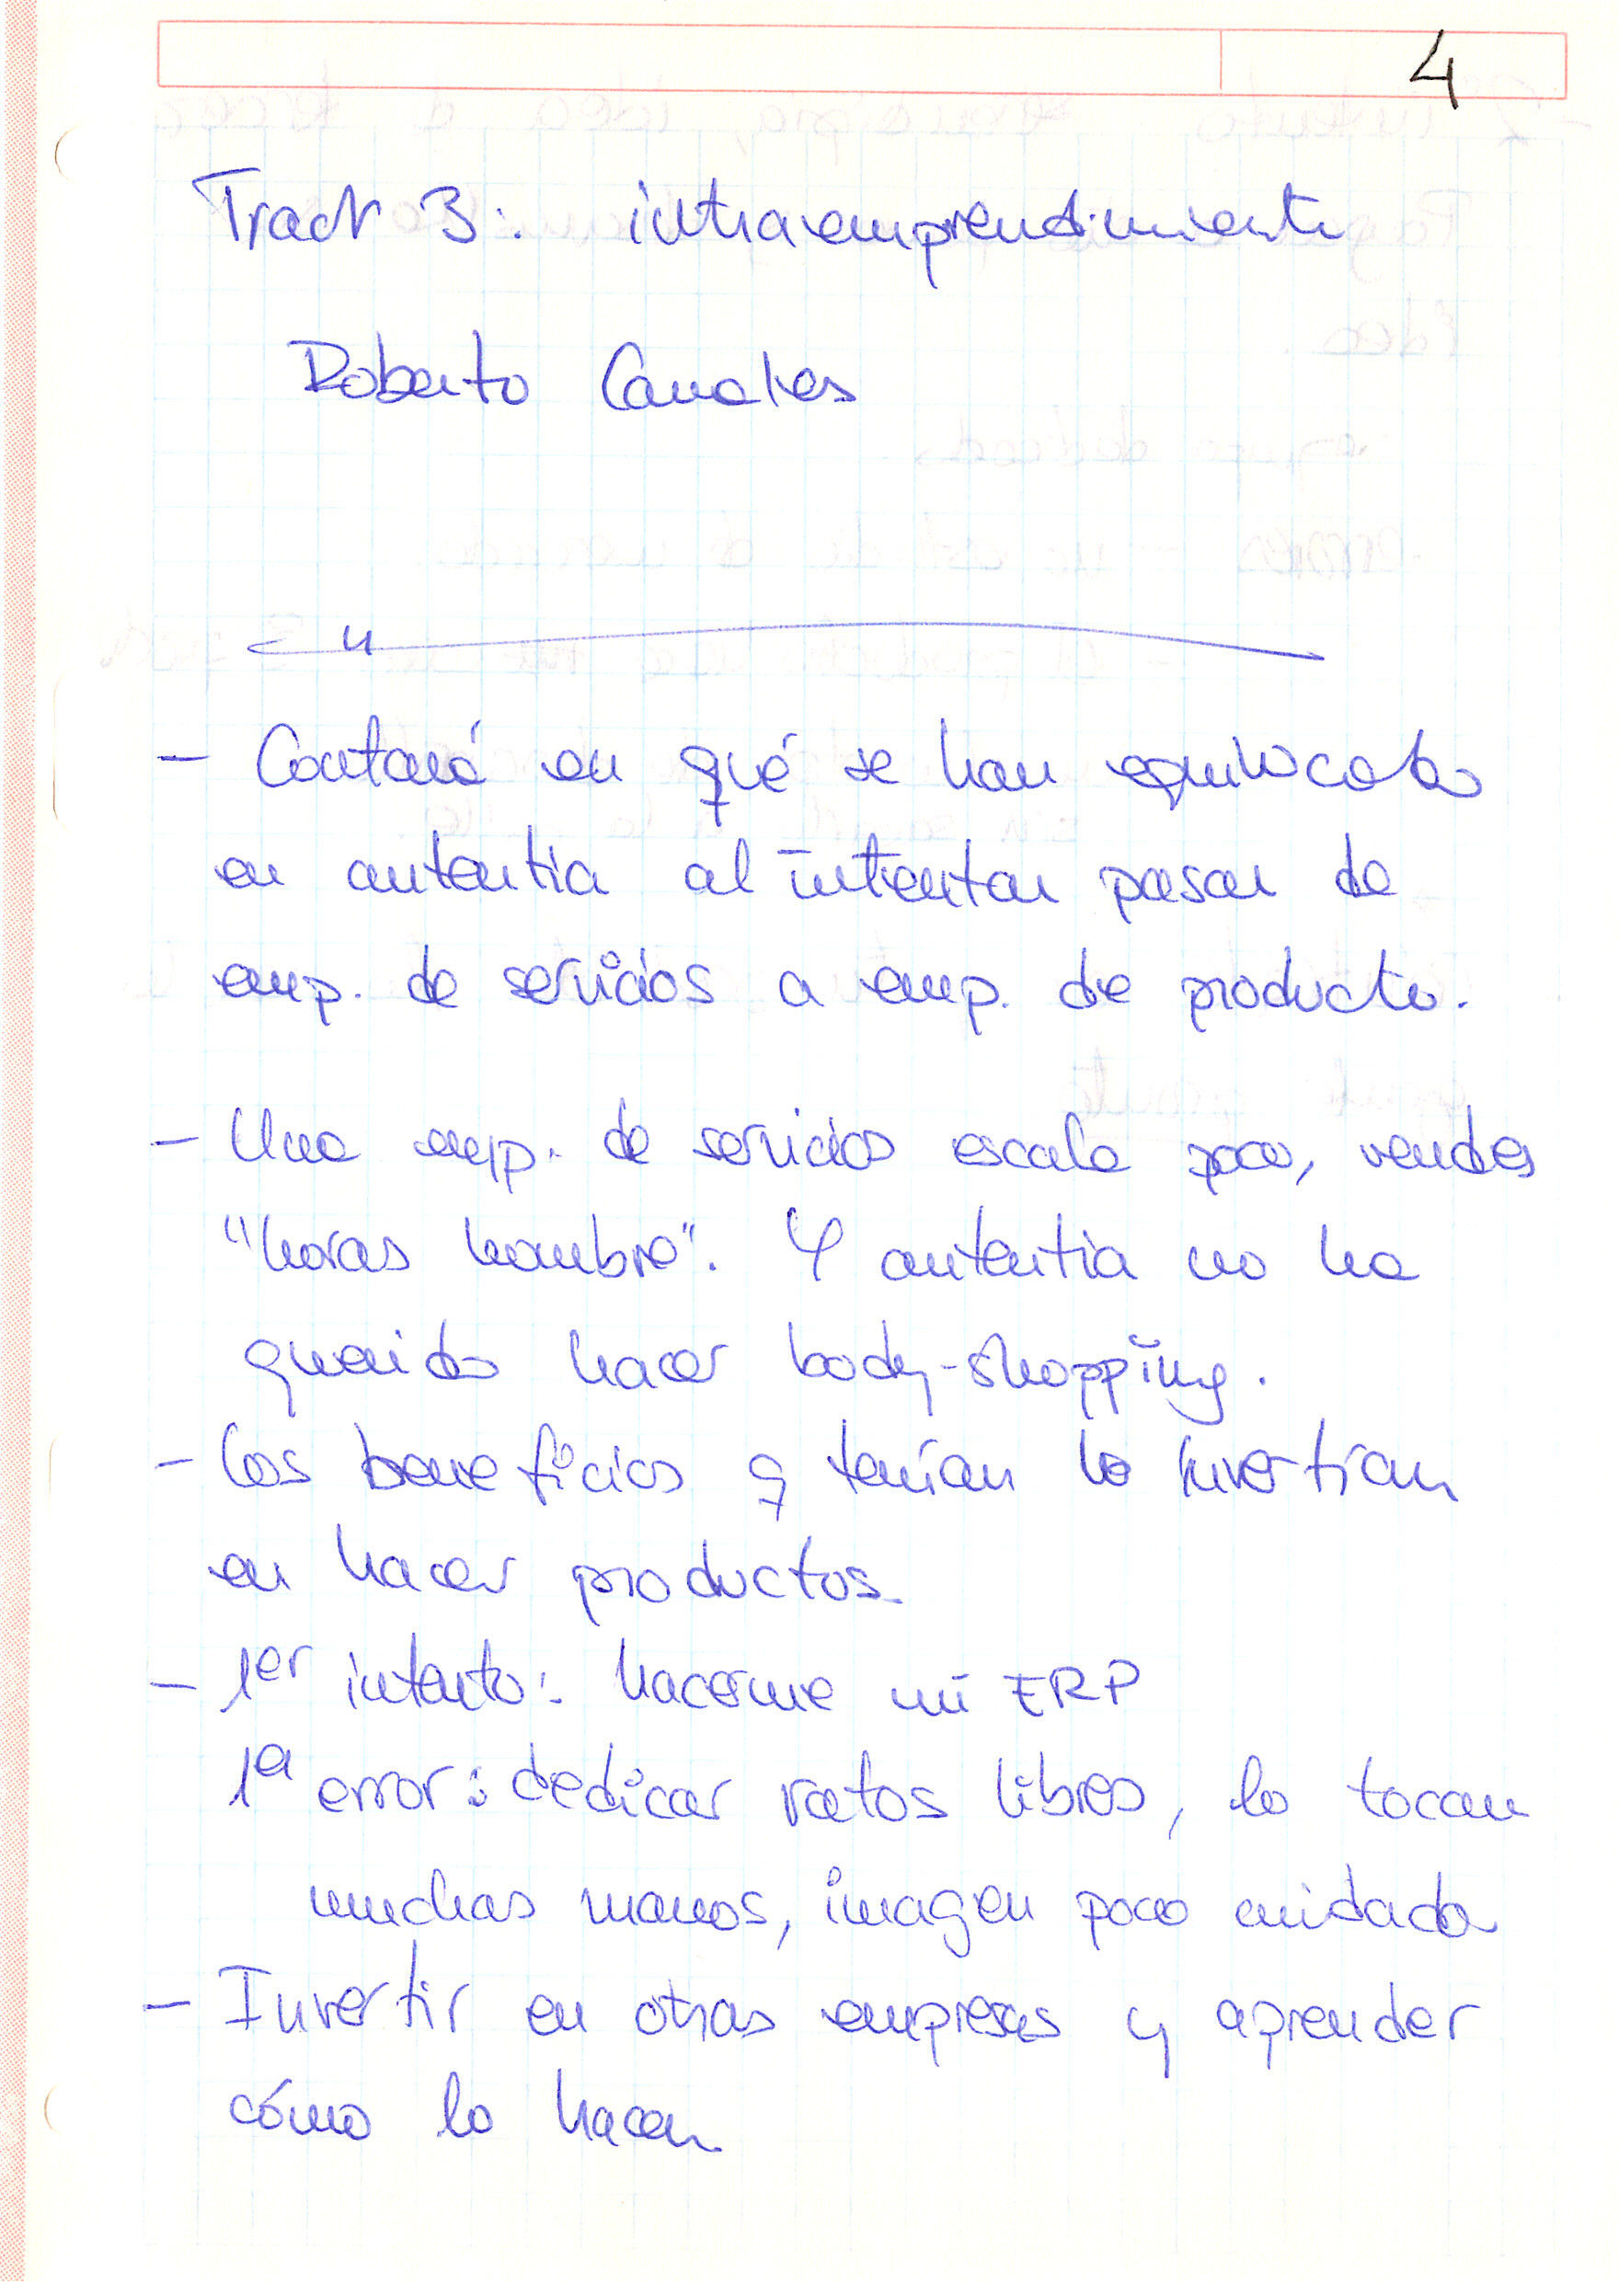 4
Tract 3: intraemprendimiento
Roberto Canales
- Contará en qué se han equivocado
en autentia al intentar pasar de
emp. de servicios a emp. de producto.
- Una emp. de servicios escala poco, vendes
"horas hombre". Y autentia no ha
querido hacer body-shopping.
- Los beneficios q tenían lo invertían
en hacer productos.
- 1er intento: hacerme mi ERP
1a error: dedicar ratos libres, lo tocan
muchas manos, imagen poco cuidada
- Invertir en otras empresas y aprender
cómo lo hacen